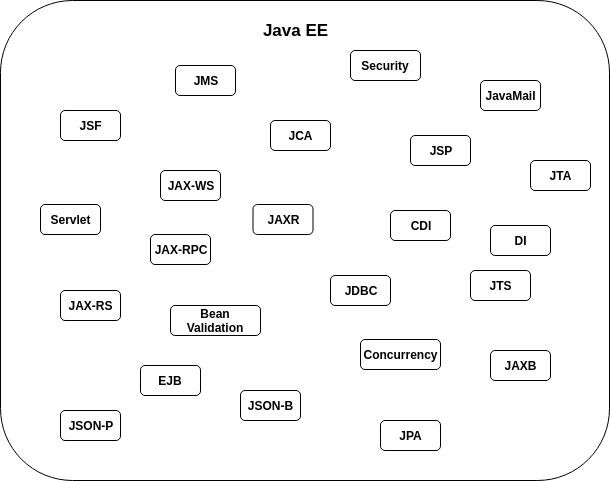 Java EE
Security
JMS
JavaMail
JSF
JCA
JSP
JTA
JAX-WS
Servlet
JAXR
CDI
DI
JAX-RPC
JTS
JDBC
JAX-RS
Bean
Validation
Concurrency
JAXB
EJB
JSON-B
JSON-P
JPA